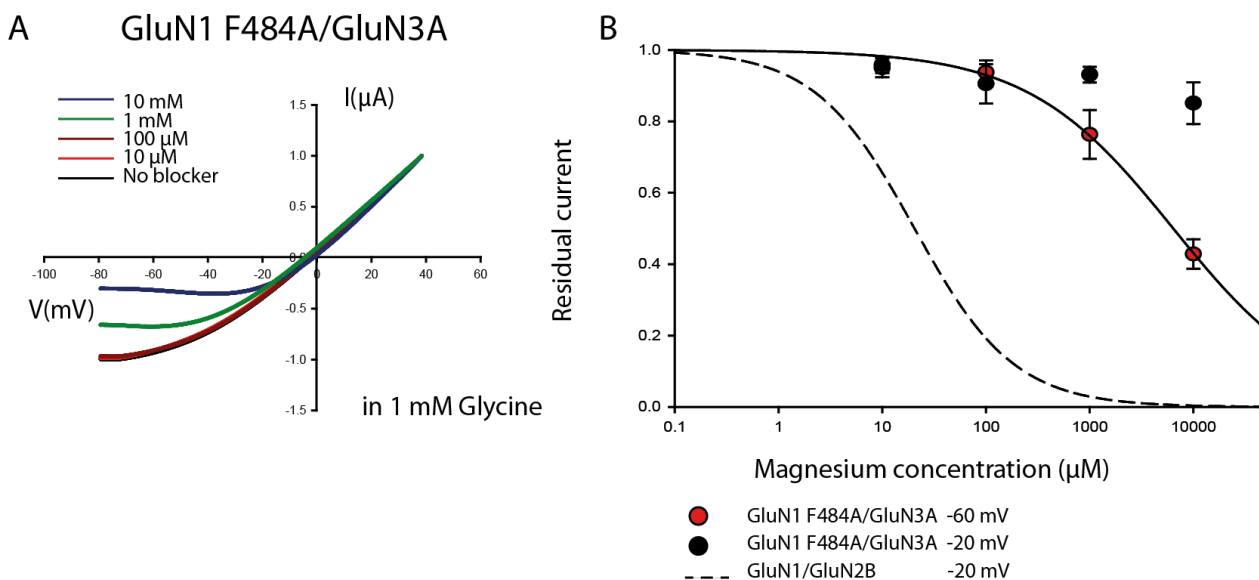 A
GluN1 F484A/GluN3A
10 mM
1 mM
100 µM
10 µM
No blocker
I(µA)
1.5
1.0
0.5
0.0
-100
-80
-60
-40
-20
0
20
40
60
V(mV)
-0.5
-1.0
-1.5
in 1 mM Glycine
B
Residual current
1.0
0.8
0.6
0.4
0.2
0.0
0.1
1
10
100
1000
10000
Magnesium concentration (µM)
GluN1 F484A/GluN3A -60 mV
GluN1 F484A/GluN3A -20 mV
GluN1/GluN2B -20 mV